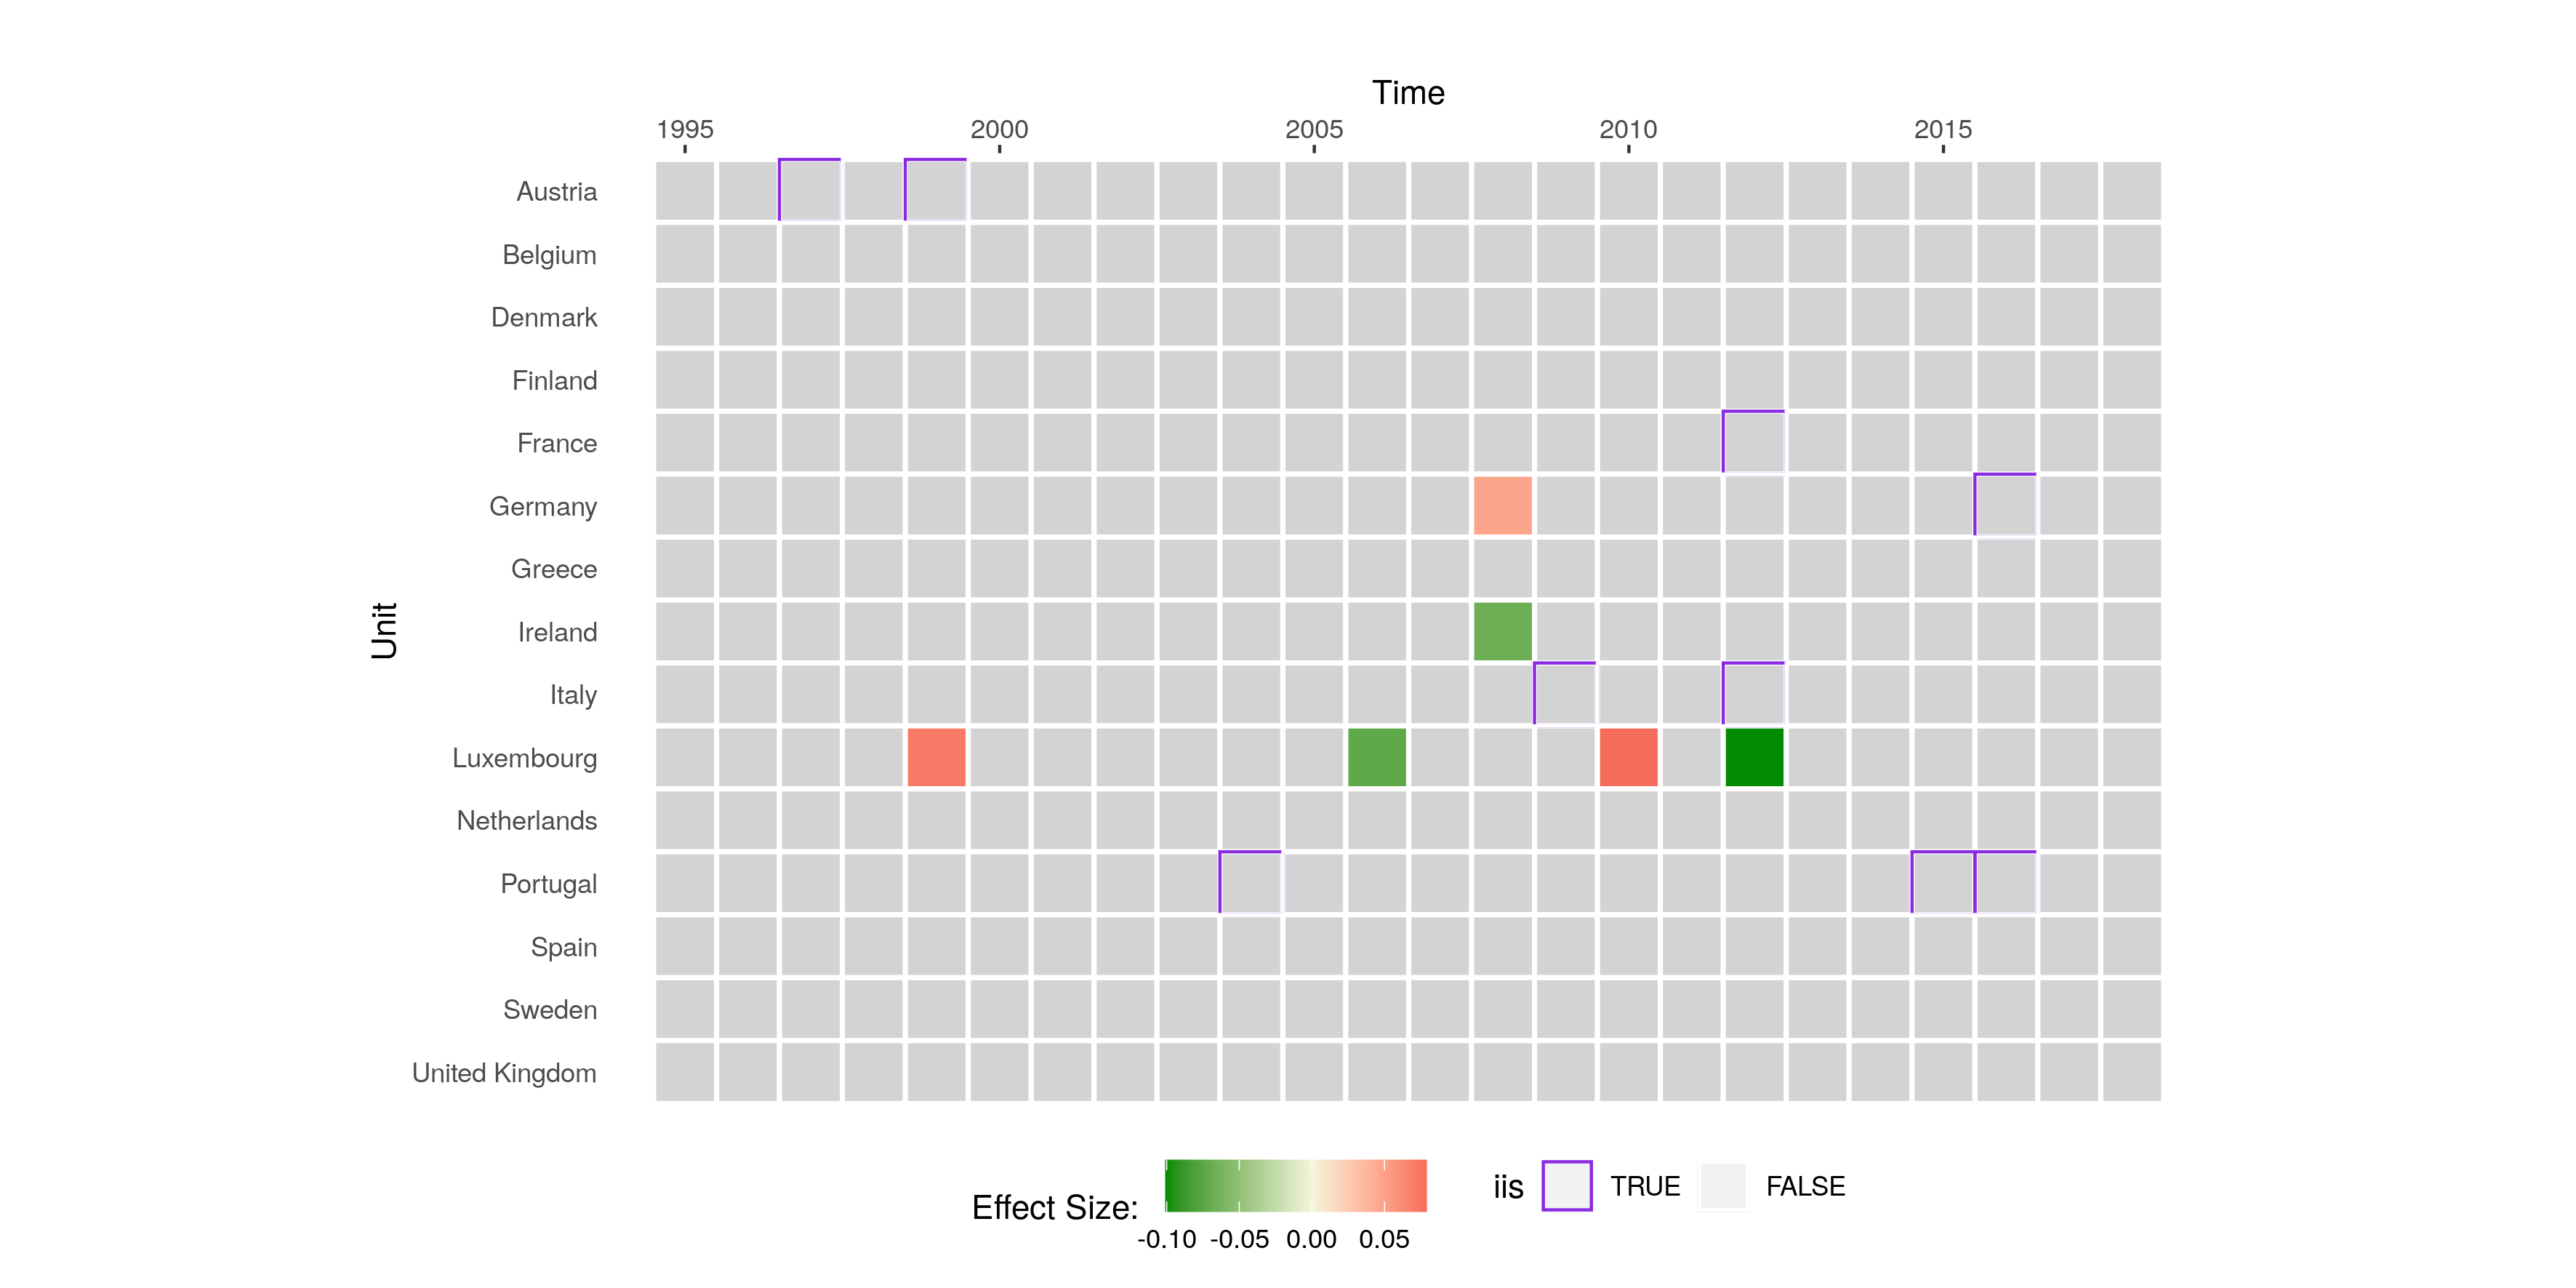 Time
1995 2000 2005 2010 2015
Austria
Belgium
Denmark
Finland
France
Germany
Greece
Unit
Ireland
Italy
Luxembourg
Netherlands
Portugal
Spain
Sweden
United Kingdom
Effect Size:
-0.10 -0.05 0.00 0.05
iis TRUE FALSE